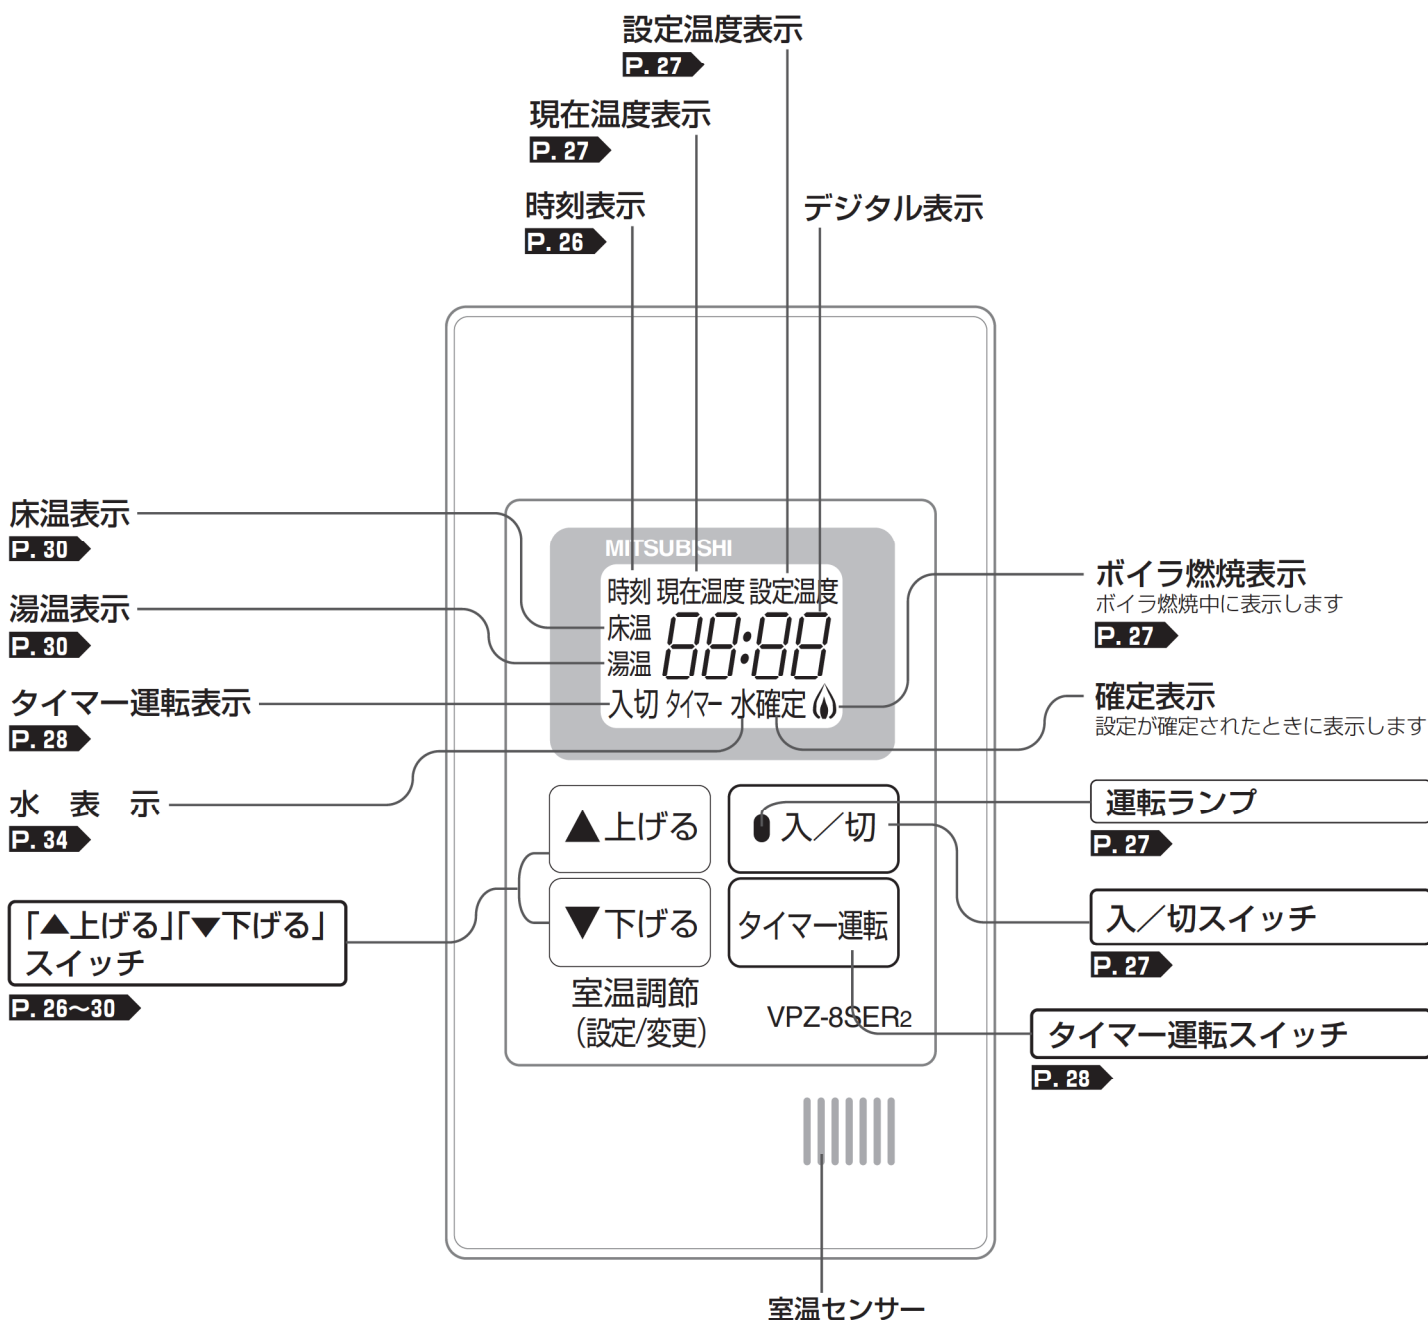 設定温度表示
P. 27
現在温度表示
P. 27
時刻表示
P. 26
デジタル表示
床温表示
P. 30
湯温表示
P. 30
タイマー運転表示
P. 28
水 表 示
P. 34
「▲上げる」「▼下げる」
スイッチ
P. 26～30
MITSUBISHI
時刻 現在温度 設定温度
床温 88:88
湯温
入切 タイマー 水確定
▲上げる
入／切
▼下げる
タイマー運転
室温調節
(設定/変更)
VPZ-8SER2
ボイラ燃焼表示
ボイラ燃焼中に表示します
P. 27
確定表示
設定が確定されたときに表示します
運転ランプ
P. 27
入／切スイッチ
P. 27
タイマー運転スイッチ
P. 28
室温センサー